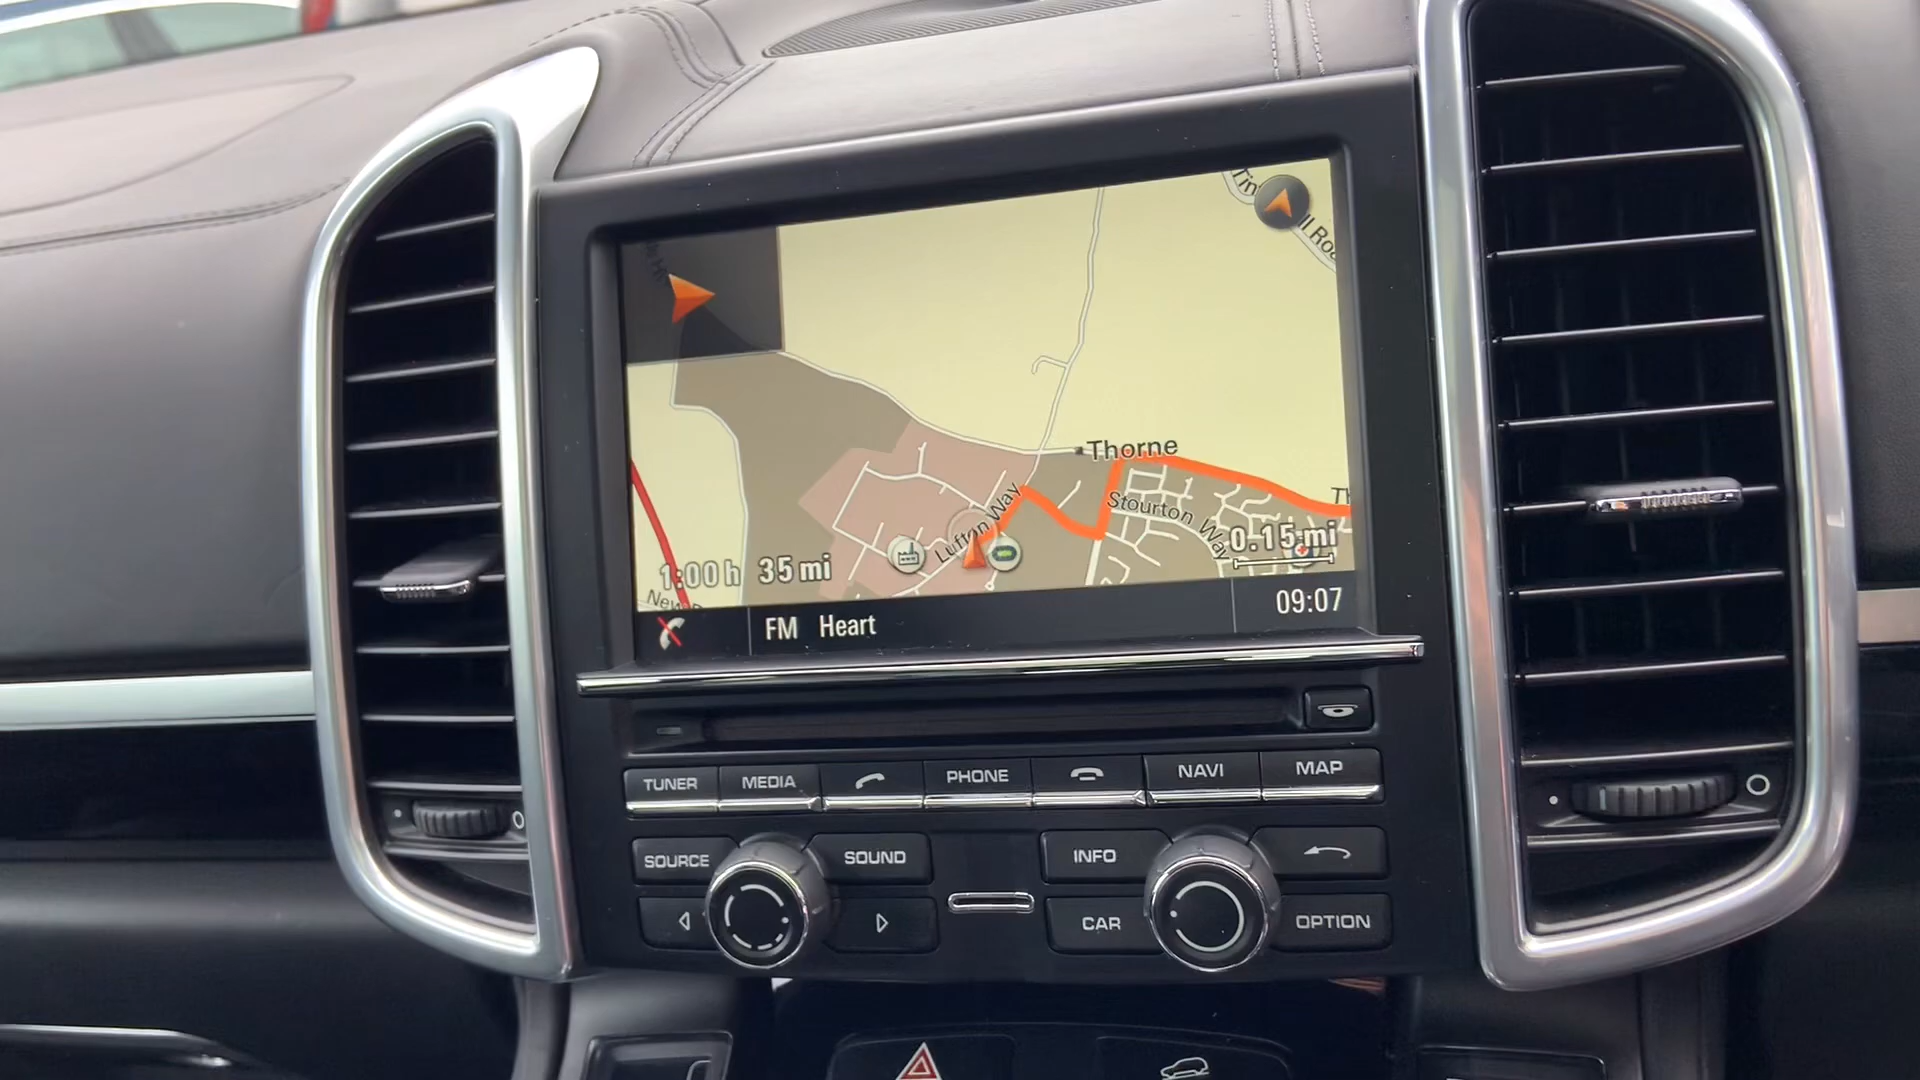 Thorne
Lufton Way
Stourton Way
0.15 mi
1:00 h 35 mi
FM Heart
09:07
TUNER
MEDIA
PHONE
NAVI
MAP
SOURCE
SOUND
INFO
CAR
OPTION